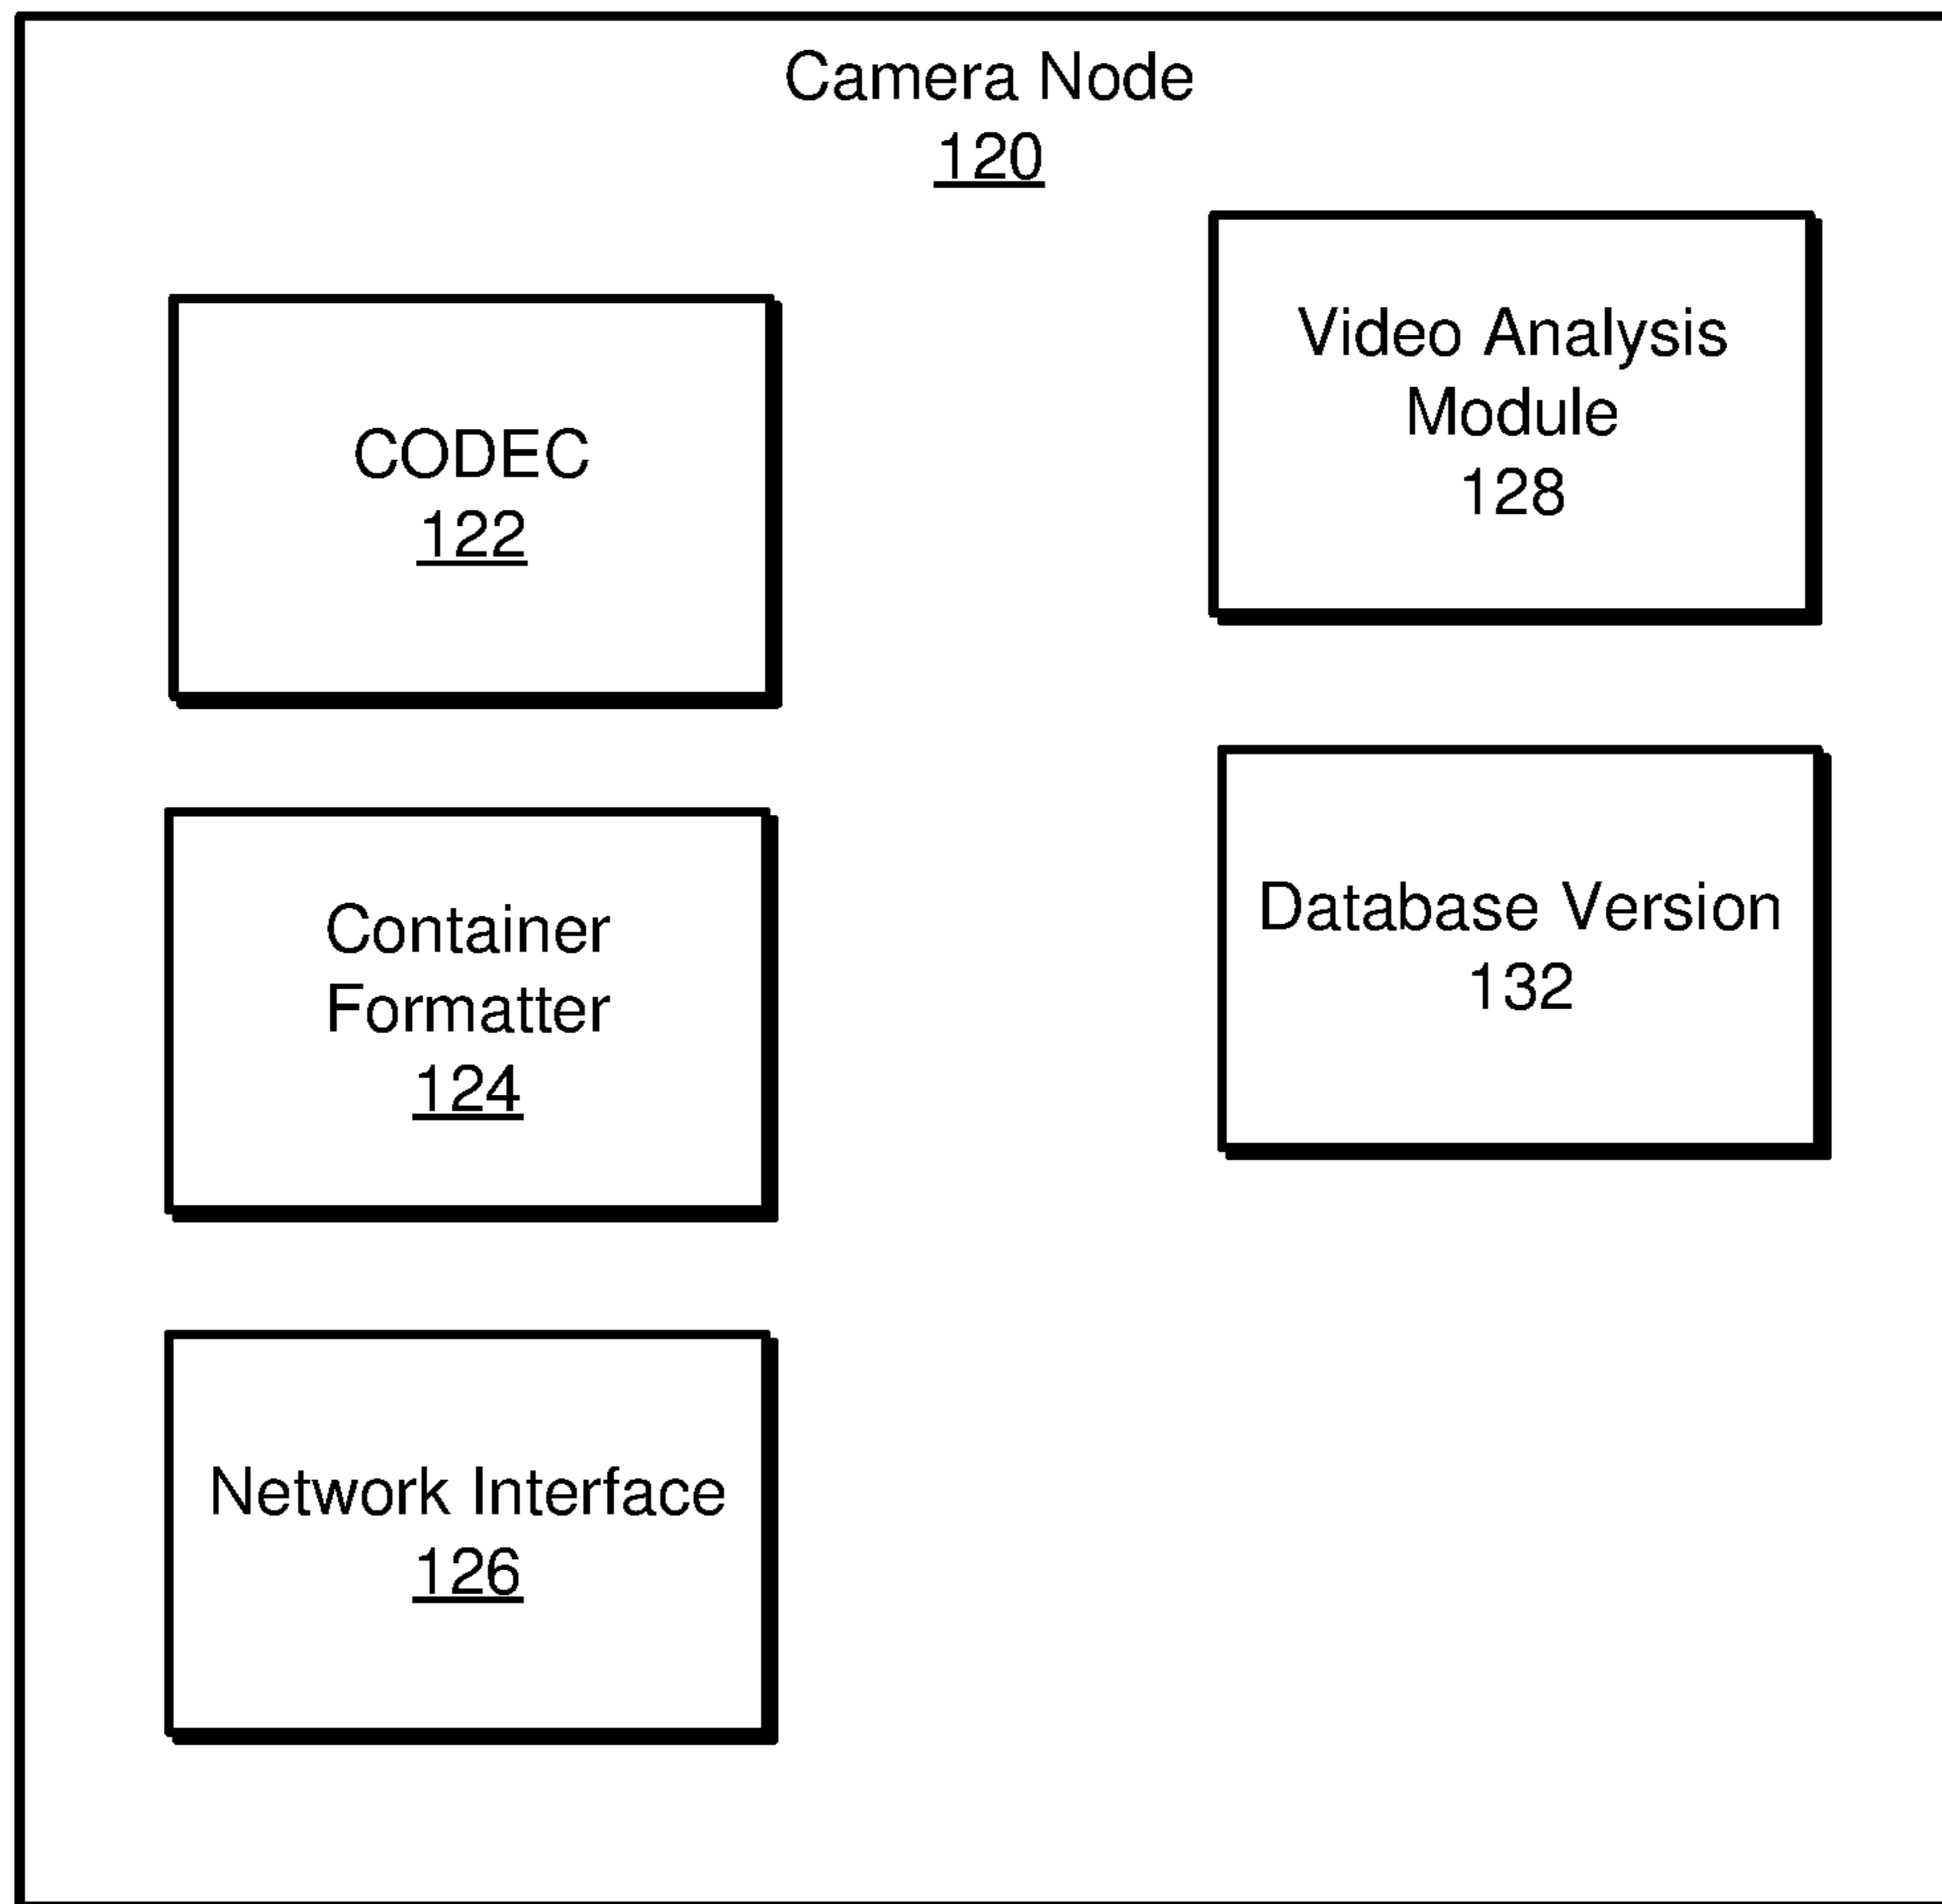 Camera Node
120
CODEC
122
Container
Formatter
124
Network Interface
126
Video Analysis
Module
128
Database Version
132